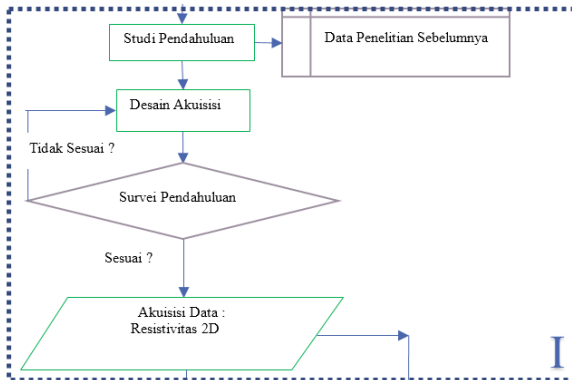 Studi Pendahuluan
Data Penelitian Sebelumnya
Desain Akuisisi
Tidak Sesuai ?
Survei Pendahuluan
Sesuai ?
Akuisisi Data :
Resistivitas 2D
I